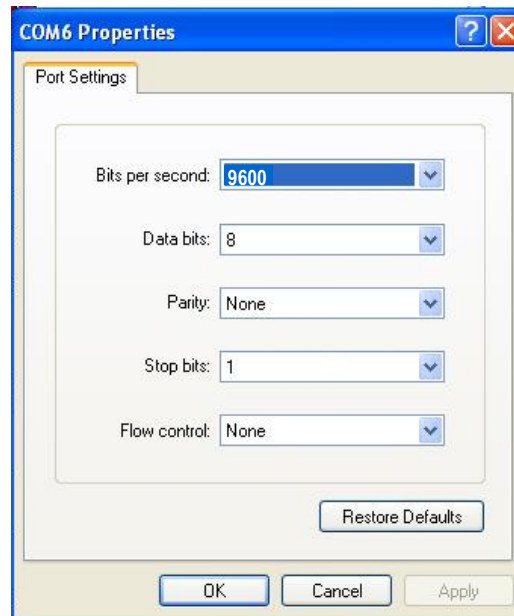 COM6 Properties
Port Settings
Bits per second: 9600
Data bits: 8
Parity: None
Stop bits: 1
Flow control: None
Restore Defaults
OK Cancel Apply